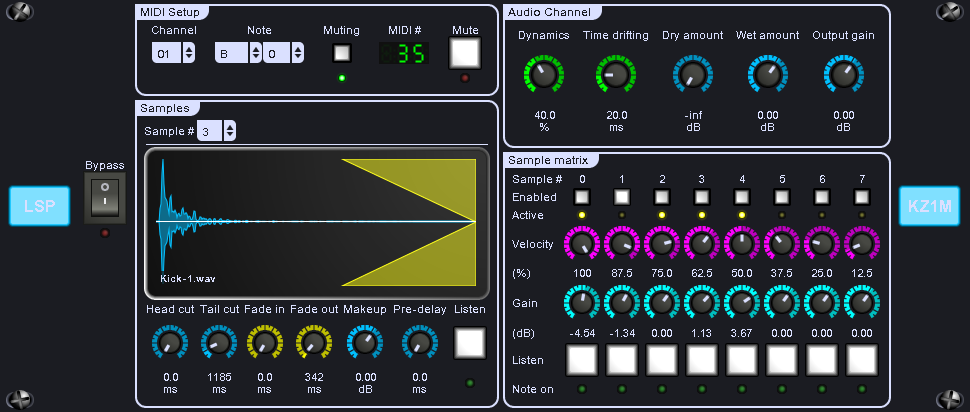 MIDI Setup
Channel Note Muting MIDI # Mute
01 B 0 35
Samples
Sample # 3
Kick-1.wav
Head cut Tail cut Fade in Fade out Makeup Pre-delay Listen
0.0 1185 0.0 342 0.00 0.0
ms ms ms ms dB ms
Bypass
LSP
Audio Channel
Dynamics Time drifting Dry amount Wet amount Output gain
40.0 20.0 -inf 0.00 0.00
% ms dB dB dB
Sample matrix
Sample # 0 1 2 3 4 5 6 7
Enabled
Active
Velocity
(%) 100 87.5 75.0 62.5 50.0 37.5 25.0 12.5
Gain
(dB) -4.54 -1.34 0.00 1.13 3.67 0.00 0.00 0.00
Listen
Note on
KZ1M